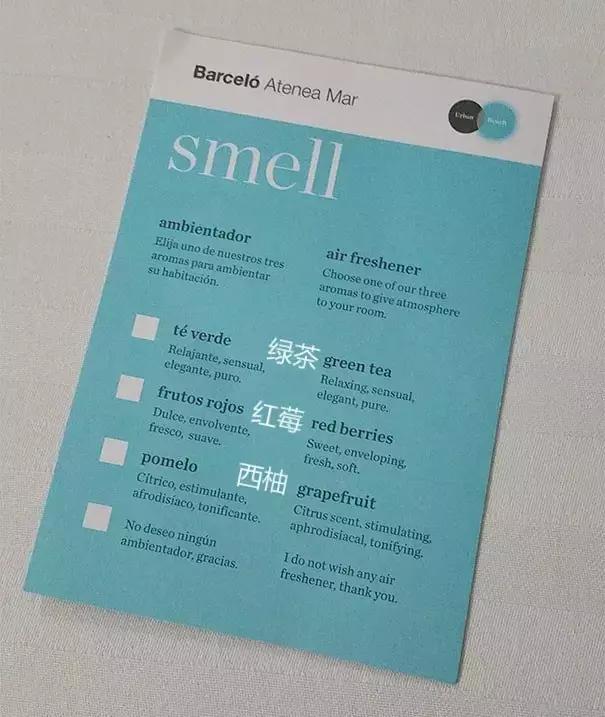 Barceló Atenea Mar
Urban
Beach
smell
ambientador
Elija uno de nuestros tres
aromas para ambientar
su habitación.
air freshener
Choose one of our three
aromas to give atmosphere
to your room.
té verde
Relajante, sensual,
elegante, puro.
绿茶
green tea
Relaxing, sensual,
elegant, pure.
frutos rojos
Dulce, envolvente,
fresco, suave.
红莓
red berries
Sweet, enveloping,
fresh, soft.
pomelo
Cítrico, estimulante,
afrodisíaco, tonificante.
西柚
grapefruit
Citrus scent, stimulating,
aphrodisiacal, tonifying.
No deseo ningún
ambientador, gracias.
I do not wish any air
freshener, thank you.